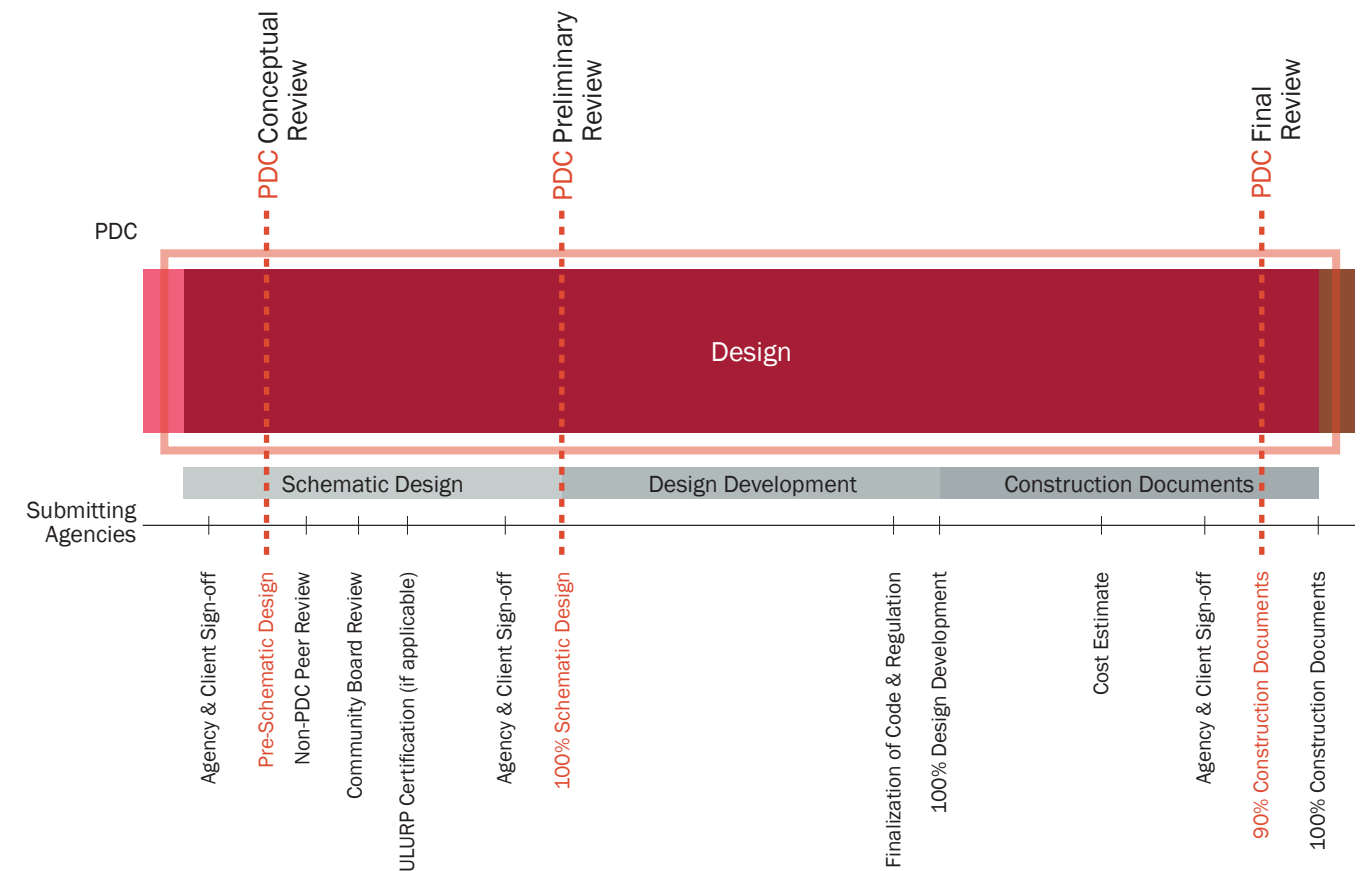 PDC Conceptual
Review
PDC Preliminary
Review
PDC Final
Review
PDC
Design
Schematic Design
Design Development
Construction Documents
Submitting
Agencies
Agency & Client Sign-off
Pre-Schematic Design
Non-PDC Peer Review
Community Board Review
ULURP Certification (if applicable)
Agency & Client Sign-off
100% Schematic Design
Finalization of Code & Regulation
100% Design Development
Cost Estimate
Agency & Client Sign-off
90% Construction Documents
100% Construction Documents